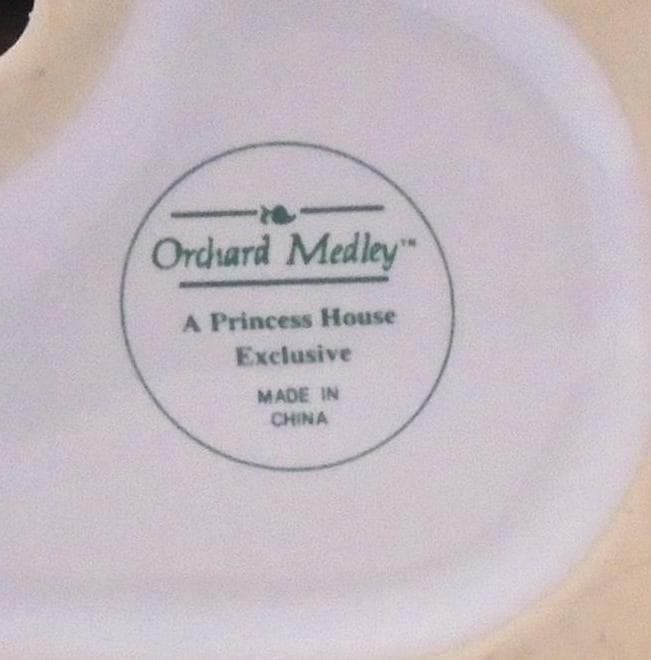 Orchard Medley™
A Princess House
Exclusive
MADE IN
CHINA